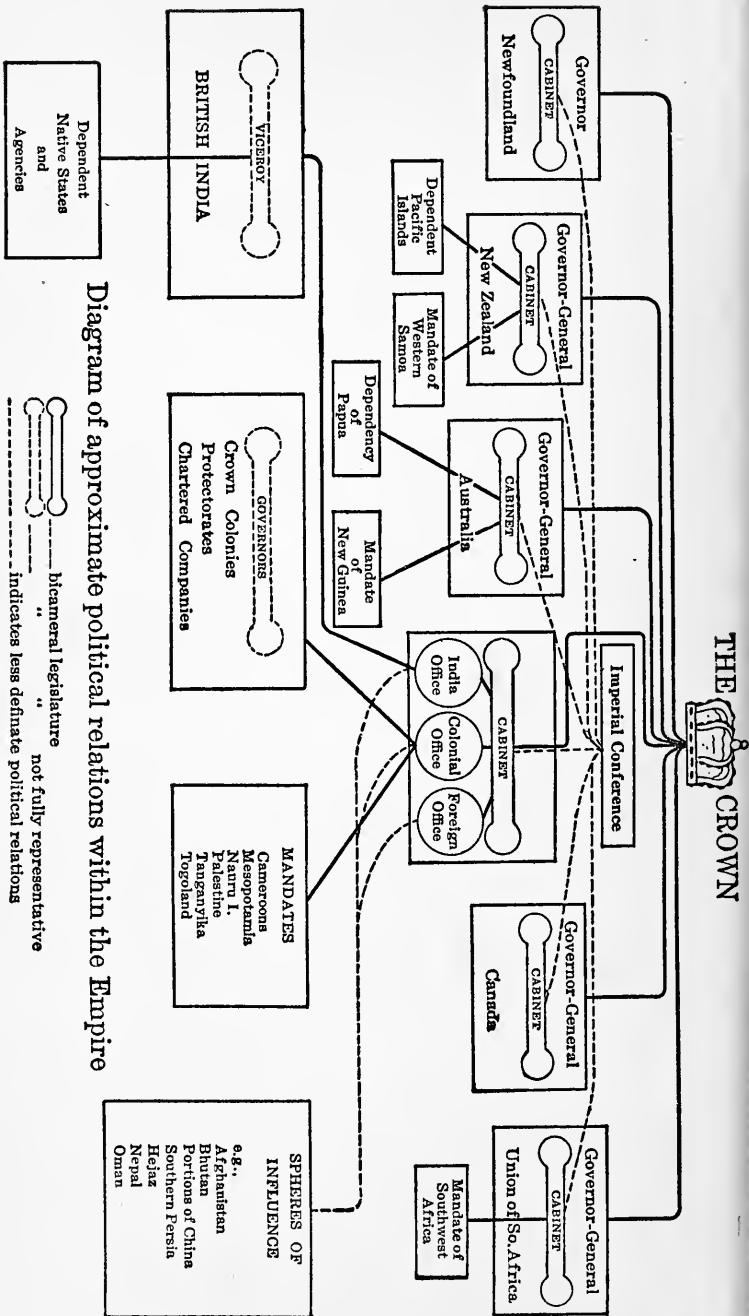 THE CROWN
Imperial Conference
Governor
CABINET
Newfoundland
Governor-General
CABINET
New Zealand
Dependent
Pacific
Islands
Mandate of
Western
Samoa
Governor-General
CABINET
Australia
Dependency
of
Papua
Mandate
of
New Guinea
CABINET
India
Office
Colonial
Office
Foreign
Office
Governor-General
CABINET
Canada
Governor-General
CABINET
Union of So. Africa
Mandate of
Southwest
Africa
VICEROY
BRITISH INDIA
Dependent
Native States
and
Agencies
GOVERNORS
Crown Colonies
Protectorates
Chartered Companies
MANDATES
Cameroons
Mesopotamia
Nauru I.
Palestine
Tanganyika
Togoland
SPHERES OF
INFLUENCE
e.g.,
Afghanistan
Bhutan
Portions of China
Southern Persia
Hejaz
Nepal
Oman
Diagram of approximate political relations within the Empire
bicameral legislature
" " not fully representative
indicates less definate political relations